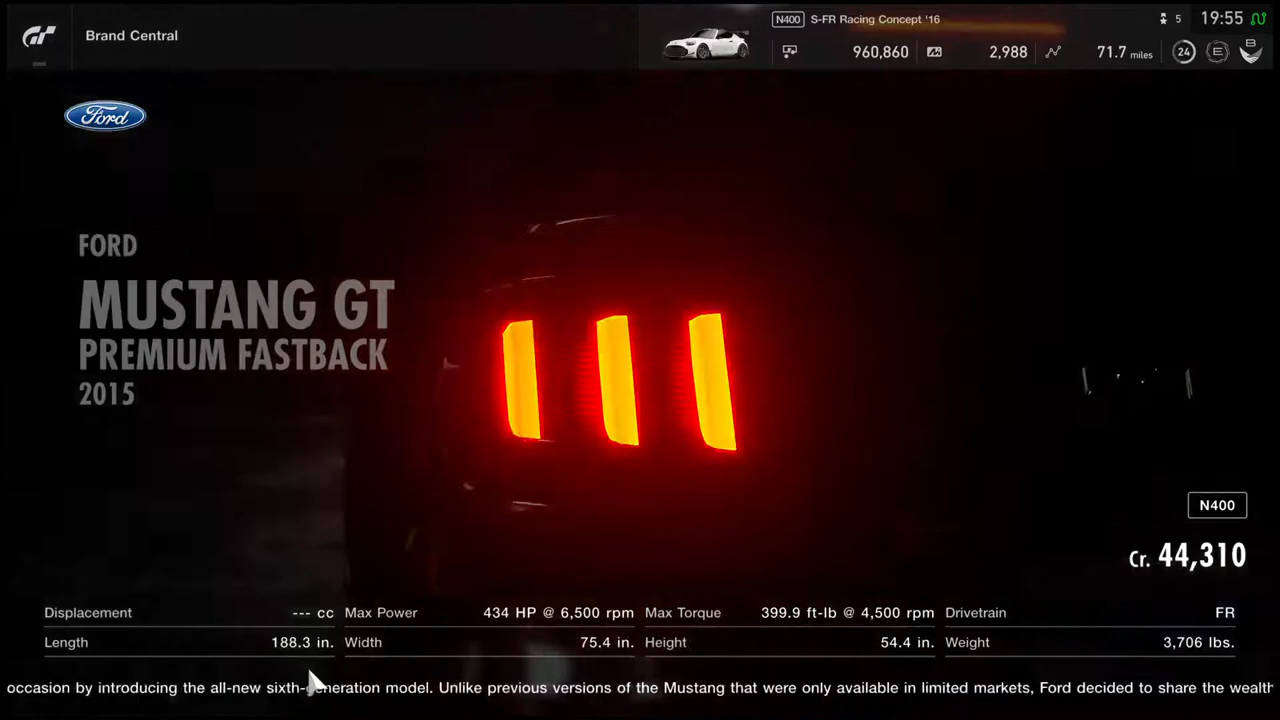 Brand Central
N400 S-FR Racing Concept '16
5 19:55
960,860 2,988 71.7 miles 24 E B
Ford
FORD
MUSTANG GT
PREMIUM FASTBACK
2015
N400
Cr. 44,310
Displacement --- cc Max Power 434 HP @ 6,500 rpm Max Torque 399.9 ft-lb @ 4,500 rpm Drivetrain FR
Length 188.3 in. Width 75.4 in. Height 54.4 in. Weight 3,706 lbs.
occasion by introducing the all-new sixth-generation model. Unlike previous versions of the Mustang that were only available in limited markets, Ford decided to share the wealth